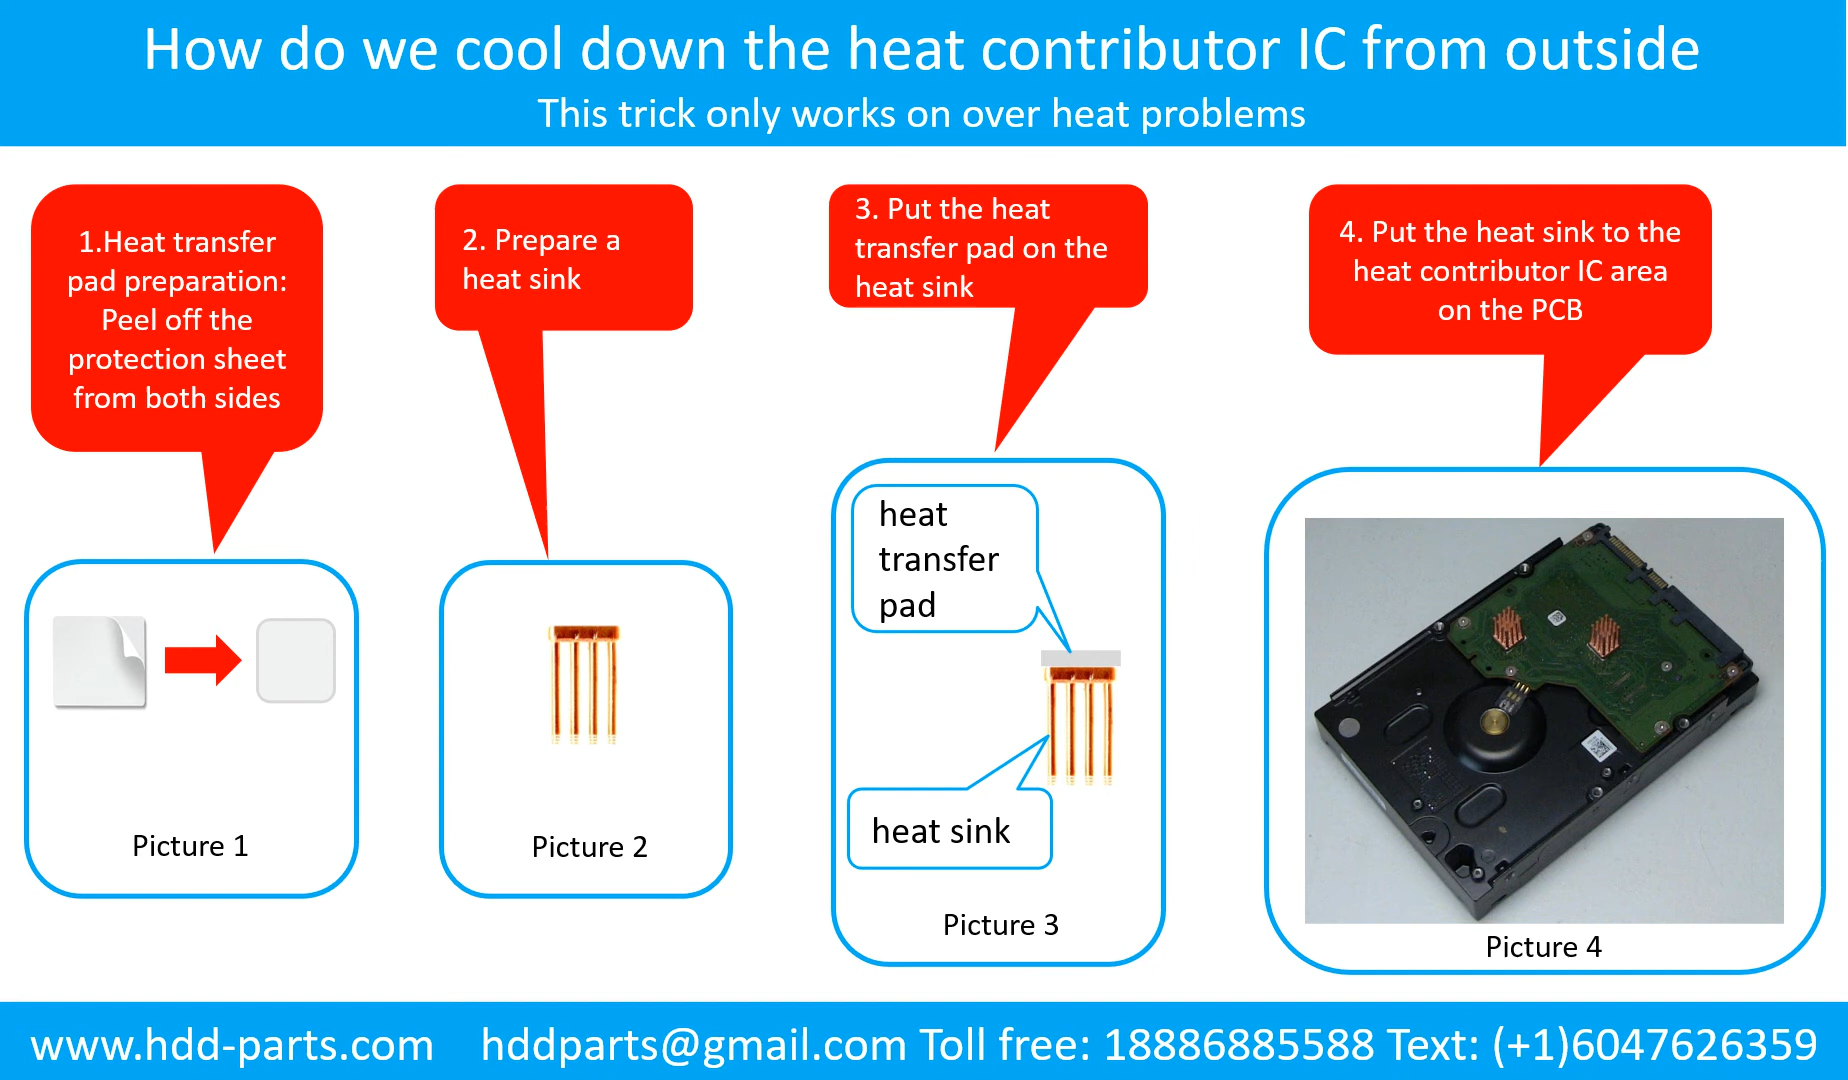 How do we cool down the heat contributor IC from outside
This trick only works on over heat problems
1.Heat transfer
pad preparation:
Peel off the
protection sheet
from both sides
2. Prepare a
heat sink
3. Put the heat
transfer pad on the
heat sink
4. Put the heat sink to the
heat contributor IC area
on the PCB
Picture 1
Picture 2
heat
transfer
pad
heat sink
Picture 3
Picture 4
www.hdd-parts.com hddparts@gmail.com Toll free: 18886885588 Text: (+1)6047626359